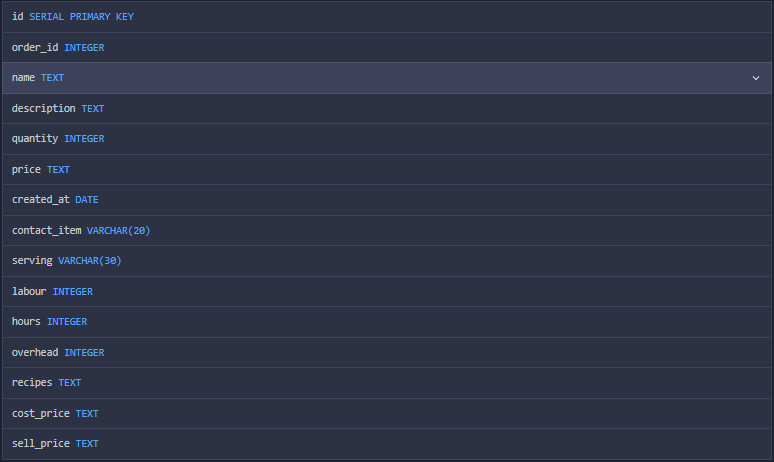 id SERIAL PRIMARY KEY
order_id INTEGER
name TEXT
description TEXT
quantity INTEGER
price TEXT
created_at DATE
contact_item VARCHAR(20)
serving VARCHAR(30)
labour INTEGER
hours INTEGER
overhead INTEGER
recipes TEXT
cost_price TEXT
sell_price TEXT